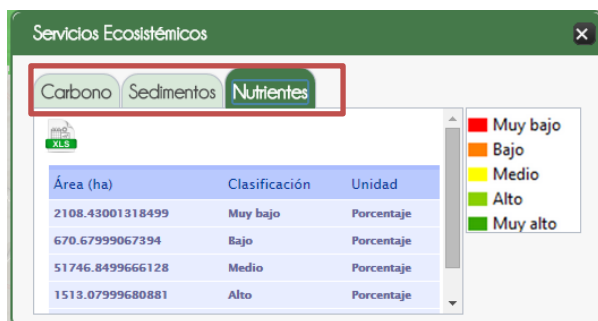 Servicios Ecosistémicos
Carbono Sedimentos Nutrientes
XLS
Área (ha) Clasificación Unidad
2108.43001318499 Muy bajo Porcentaje
670.67999067394 Bajo Porcentaje
51746.8499666128 Medio Porcentaje
1513.07999680881 Alto Porcentaje
Muy bajo
Bajo
Medio
Alto
Muy alto